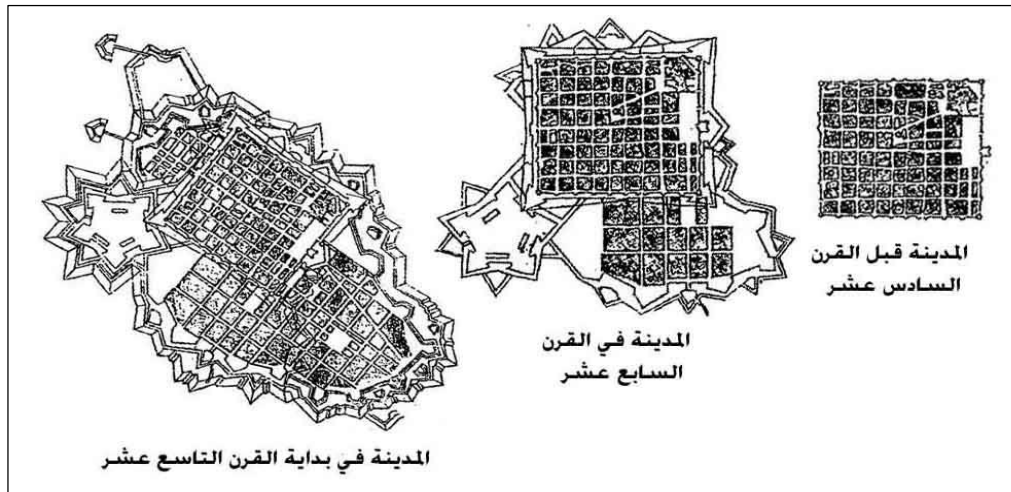 المدينة قبل القرن
السادس عشر
المدينة في القرن
السابع عشر
المدينة في بداية القرن التاسع عشر